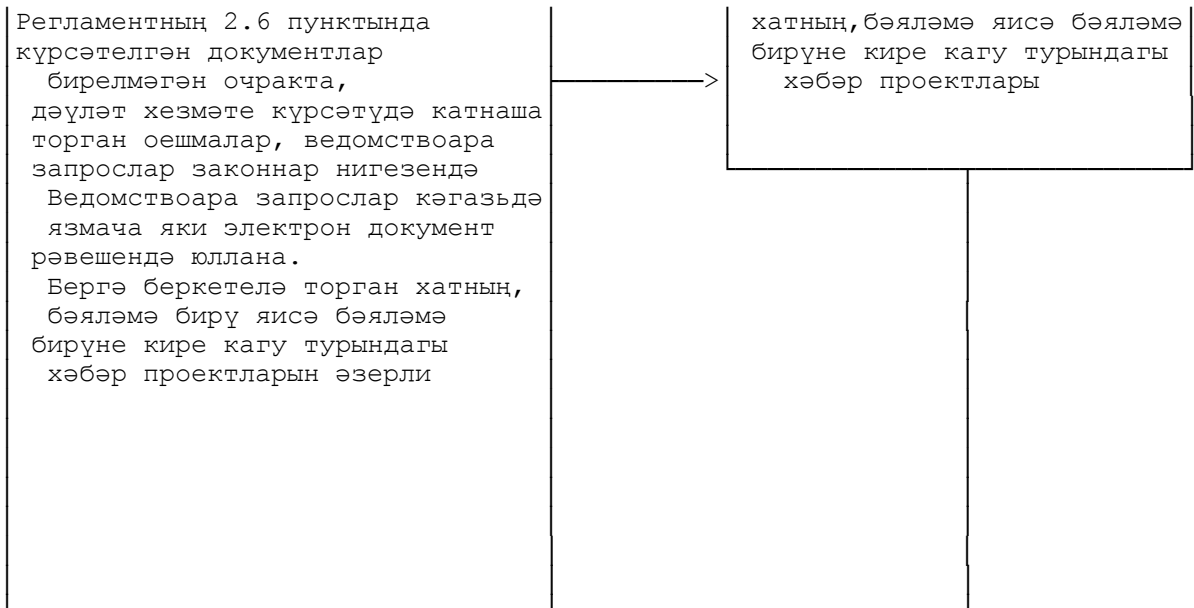 Регламентның 2.6 пунктында
күрсәтелгән документлар
бирелмәгән очракта,
дәүләт хезмәте күрсәтүдә катнаша
торган оешмалар, ведомствоара
запрослар законнар нигезендә
Ведомствоара запрослар кәгазьдә
язмача яки электрон документ
рәвешендә юллана.
Бергә беркетелә торган хатның,
бәяләмә бирү яисә бәяләмә
бирүне кире кагу турындагы
хәбәр проектларын әзерли
хатның,бәяләмә яисә бәяләмә
бирүне кире кагу турындагы
хәбәр проектлары